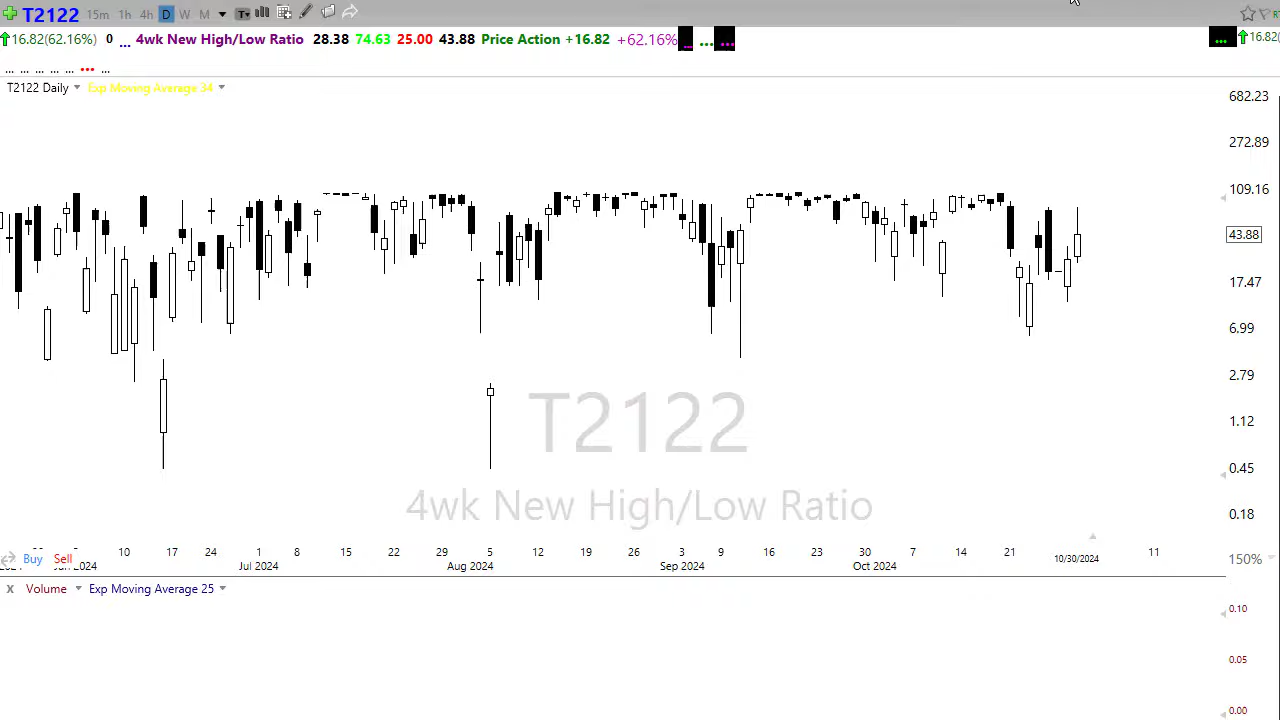 T2122 15m 1h 4h D W M T
16.82(62.16%) 0 ... 4wk New High/Low Ratio 28.38 74.63 25.00 43.88 Price Action +16.82 +62.16% ... ... ... ... 16.82(
... ... ... ... ... ... ...
T2122 Daily Exp Moving Average 34
682.23
272.89
109.16
43.88
17.47
6.99
2.79
T2122
1.12
0.45
4wk New High/Low Ratio
0.18
10 17 24 1 8 15 22 29 5 12 19 26 3 9 16 23 30 7 14 21 10/30/2024 11
Buy Sell 150%
2024 Jul 2024 Aug 2024 Sep 2024 Oct 2024
X Volume Exp Moving Average 25
0.10
0.05
0.00